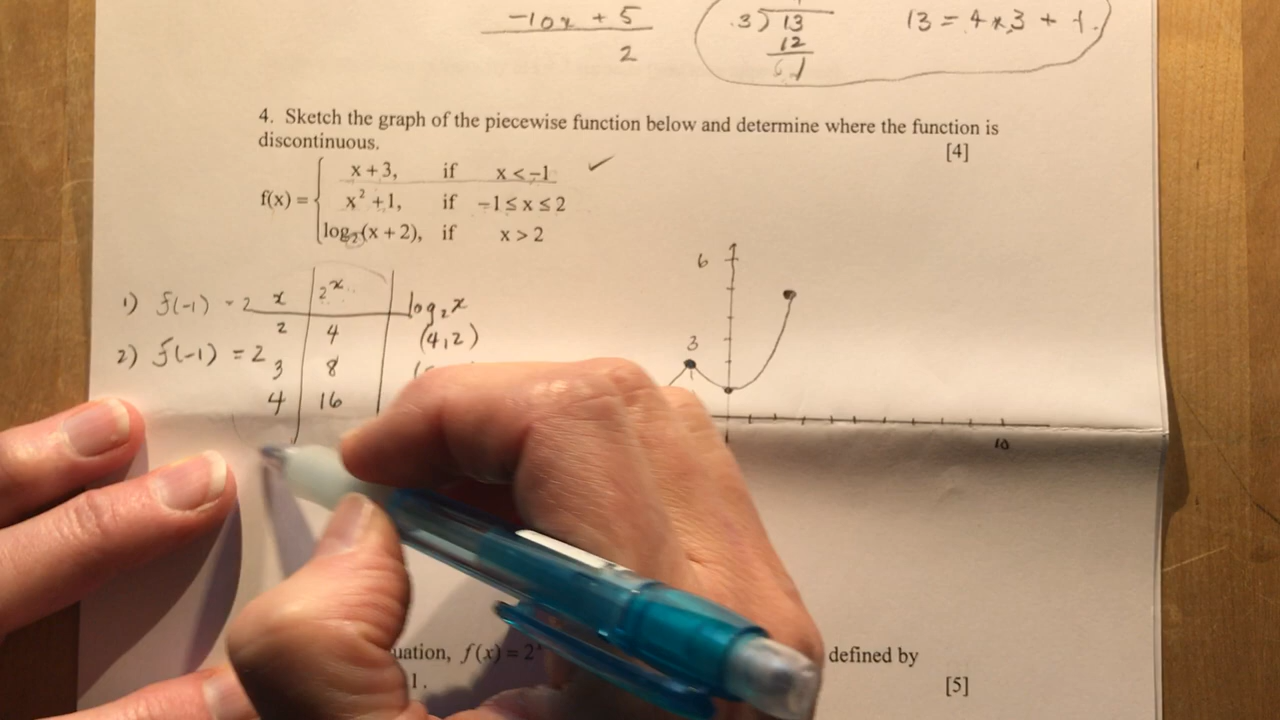 -10x + 5
2
3) 13
12
1
13 = 4 x 3 + 1.
4. Sketch the graph of the piecewise function below and determine where the function is
discontinuous.
[4]
f(x) = { x + 3, if x < -1 ✓
x² + 1, if -1 ≤ x ≤ 2
log₂(x + 2), if x > 2
1) f(-1) = 2
2) f(-1) = 2
x 2ˣ log₂x
2 4 (4,2)
3 8
4 16
6
3
10
uation, f(x) = 2ˣ
defined by
1.
[5]